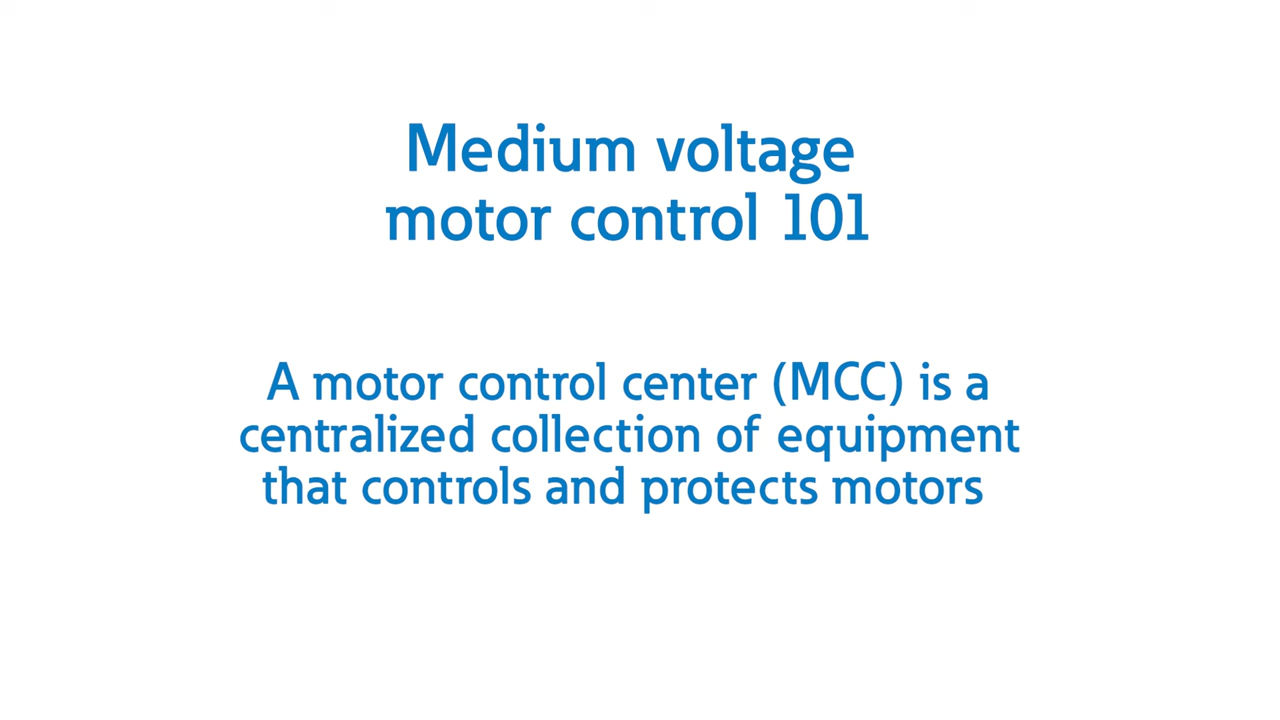 Medium voltage
motor control 101
A motor control center (MCC) is a
centralized collection of equipment
that controls and protects motors